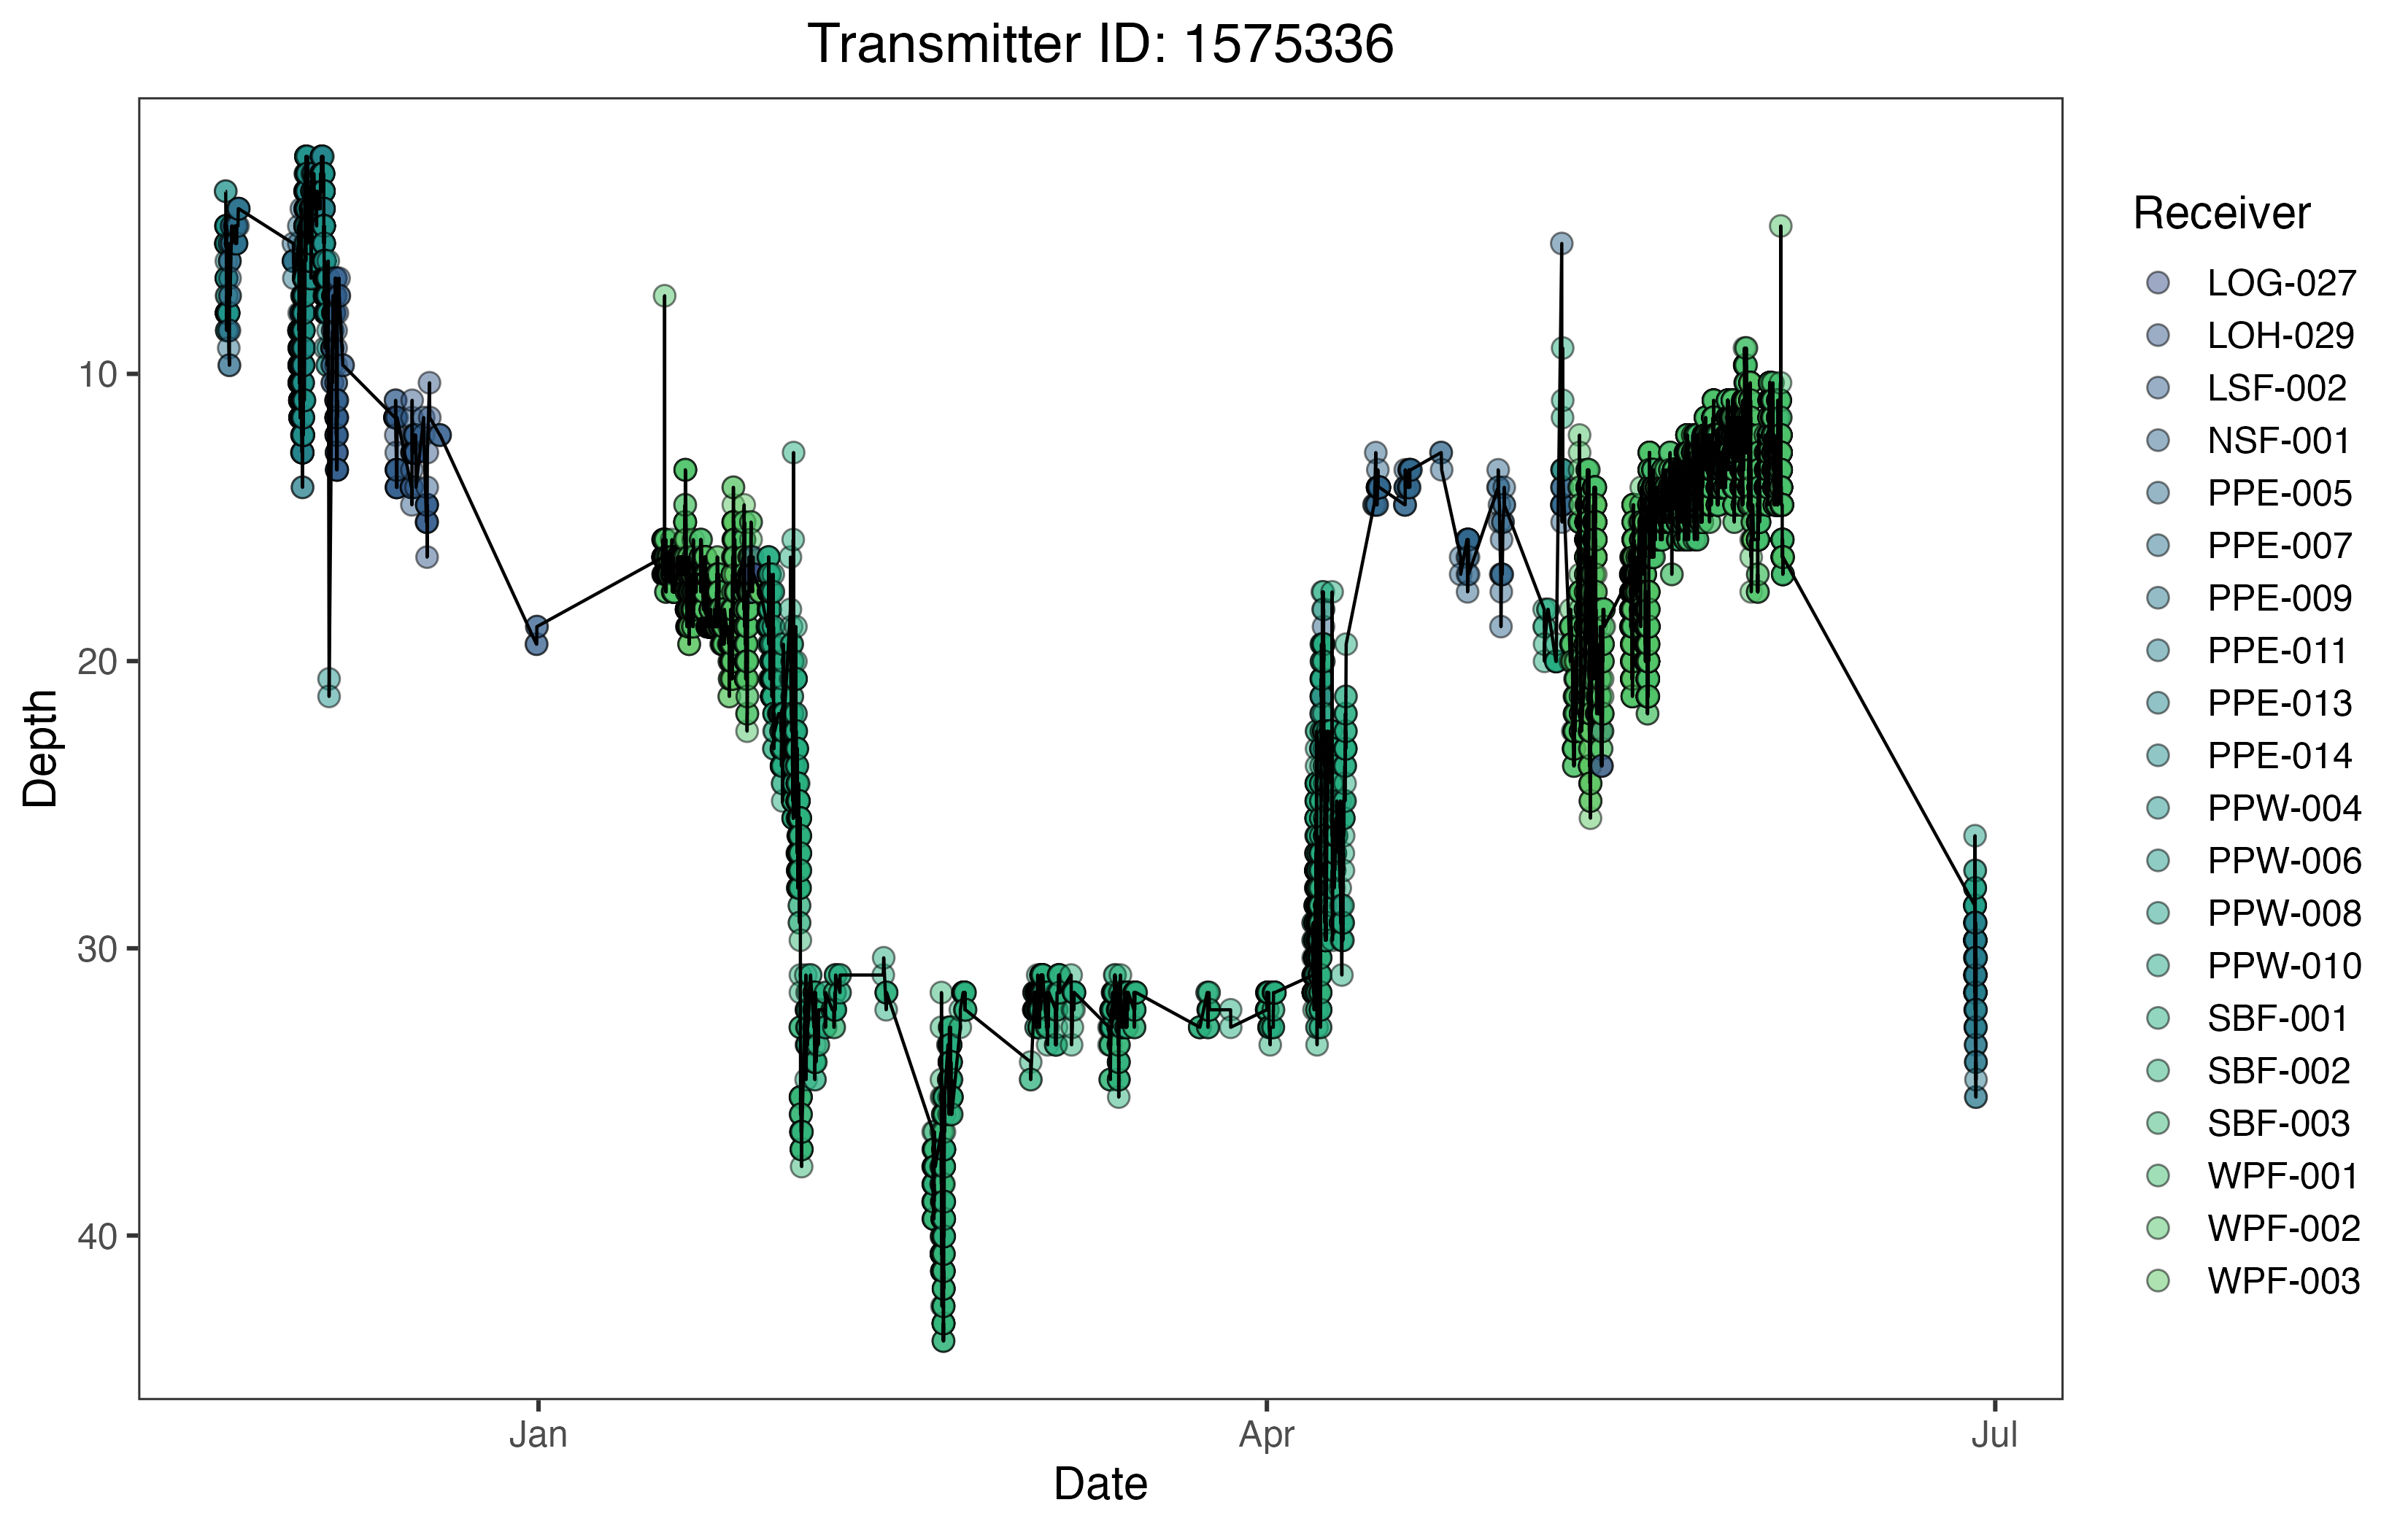 Transmitter ID: 1575336
Depth
10
20
30
40
Jan
Apr
Jul
Date
Receiver
LOG-027
LOH-029
LSF-002
NSF-001
PPE-005
PPE-007
PPE-009
PPE-011
PPE-013
PPE-014
PPW-004
PPW-006
PPW-008
PPW-010
SBF-001
SBF-002
SBF-003
WPF-001
WPF-002
WPF-003